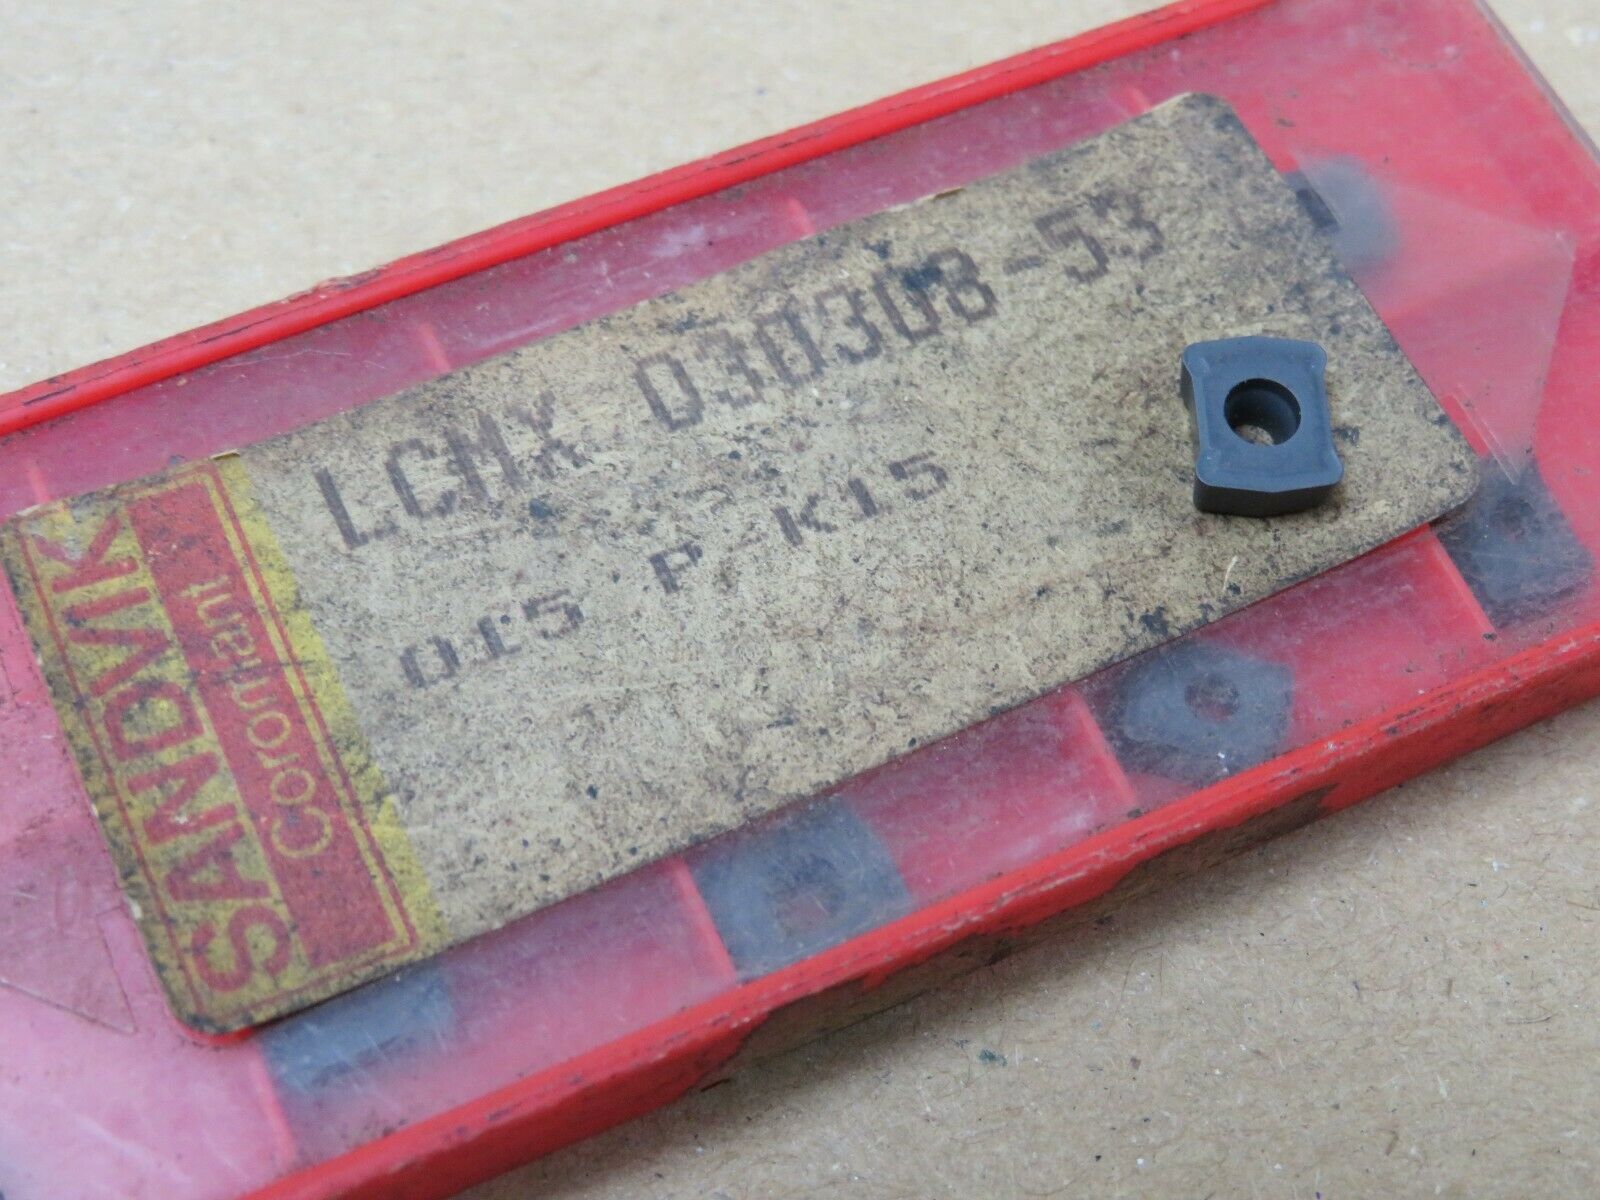 SANDVIK
Coromant
LCMX 030308-53
015 P-K15